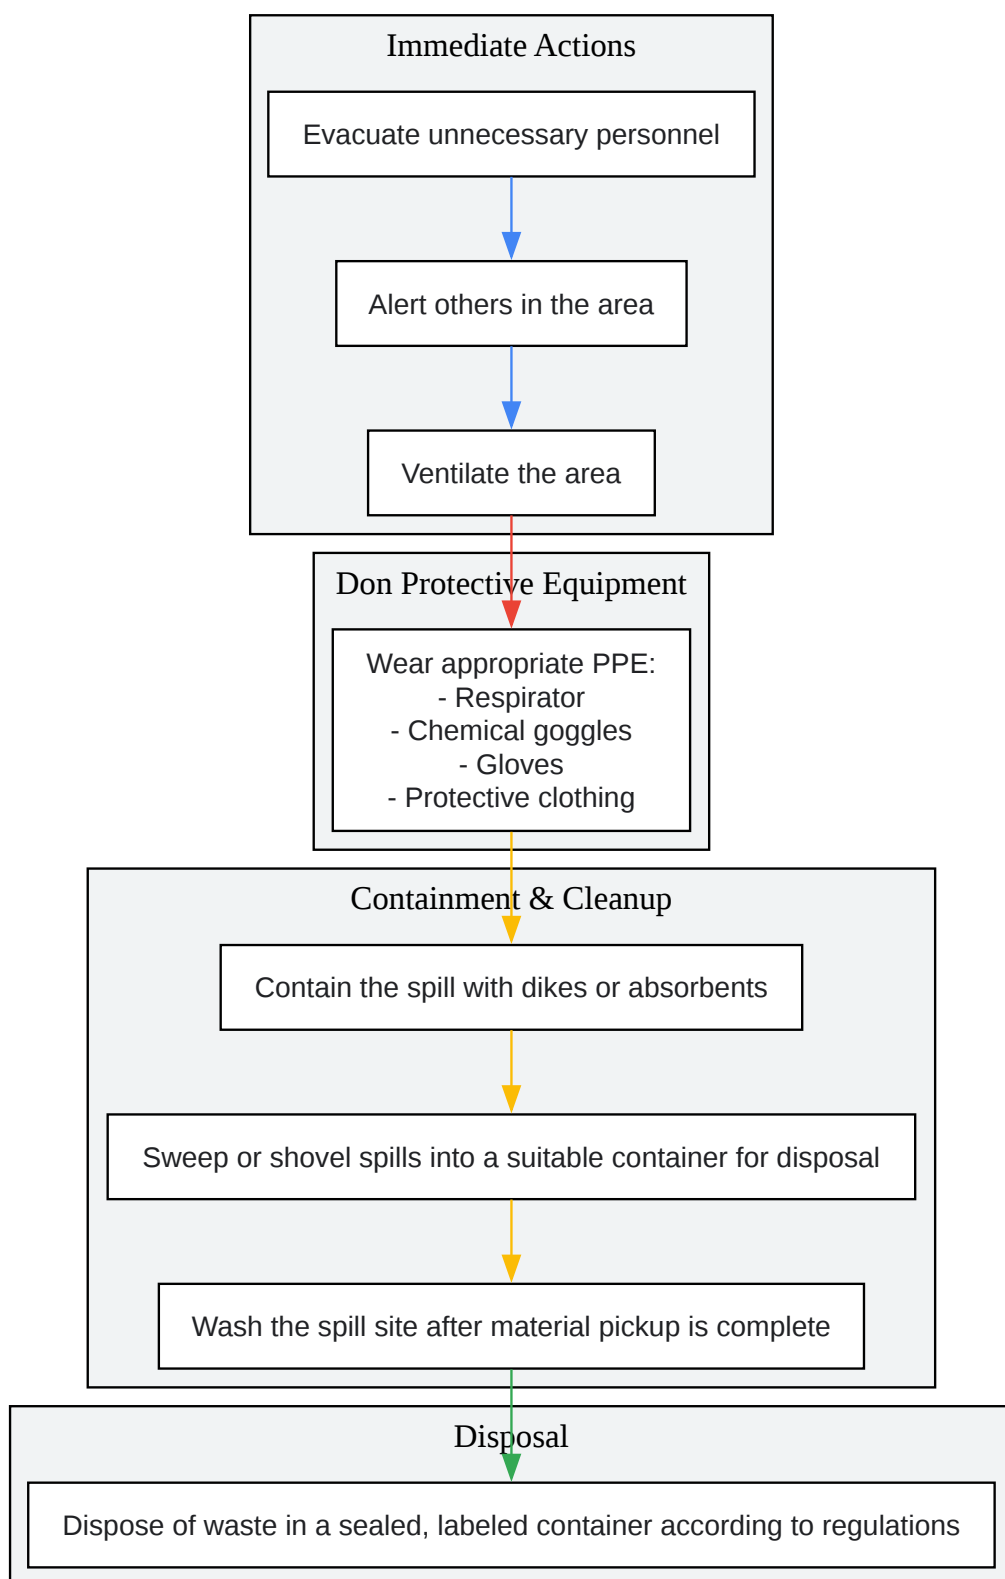 Immediate Actions
Evacuate unnecessary personnel
Alert others in the area
Ventilate the area
Don Protective Equipment
Wear appropriate PPE:
- Respirator
- Chemical goggles
- Gloves
- Protective clothing
Containment & Cleanup
Contain the spill with dikes or absorbents
Sweep or shovel spills into a suitable container for disposal
Wash the spill site after material pickup is complete
Disposal
Dispose of waste in a sealed, labeled container according to regulations